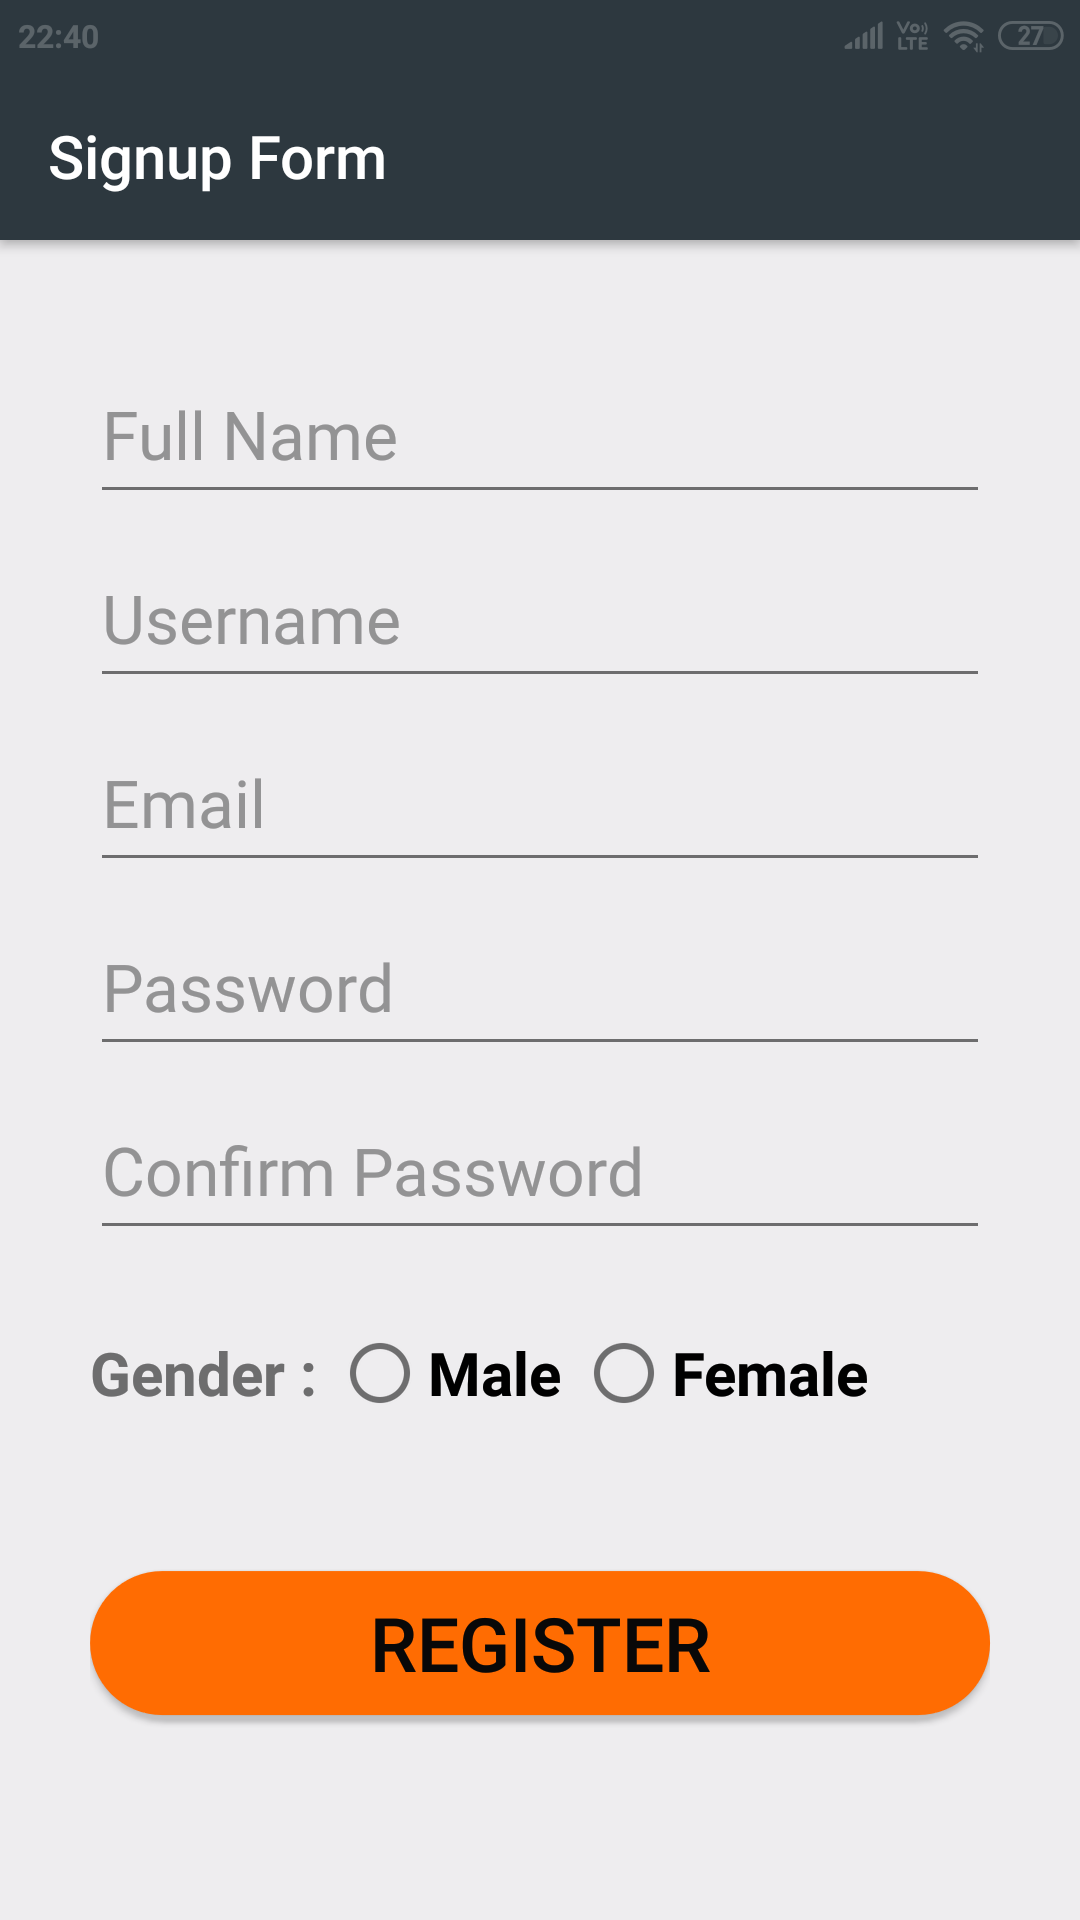 22:40 Vo) LTE 27
Signup Form
Full Name
Username
Email
Password
Confirm Password
Gender : Male Female
REGISTER